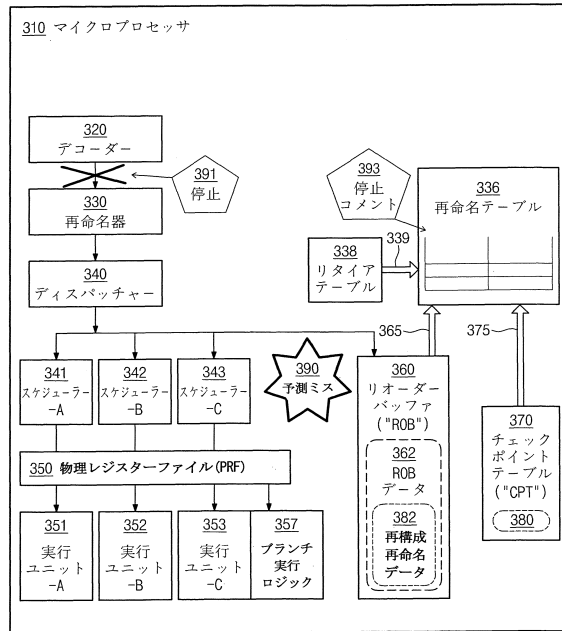 310 マイクロプロセッサ
320
デコーダー
391
停止
330
再命名器
340
ディスパッチャー
393
停止
コメント
336
再命名テーブル
338
リタイア
テーブル
339
365
375
341
スケジューラー
-A
342
スケジューラー
-B
343
スケジューラー
-C
390
予測ミス
360
リオーダー
バッファ
("ROB")
362
ROB
データ
382
再構成
再命名
データ
370
チェック
ポイント
テーブル
("CPT")
380
350 物理レジスターファイル(PRF)
351
実行
ユニット
-A
352
実行
ユニット
-B
353
実行
ユニット
-C
357
ブランチ
実行
ロジック